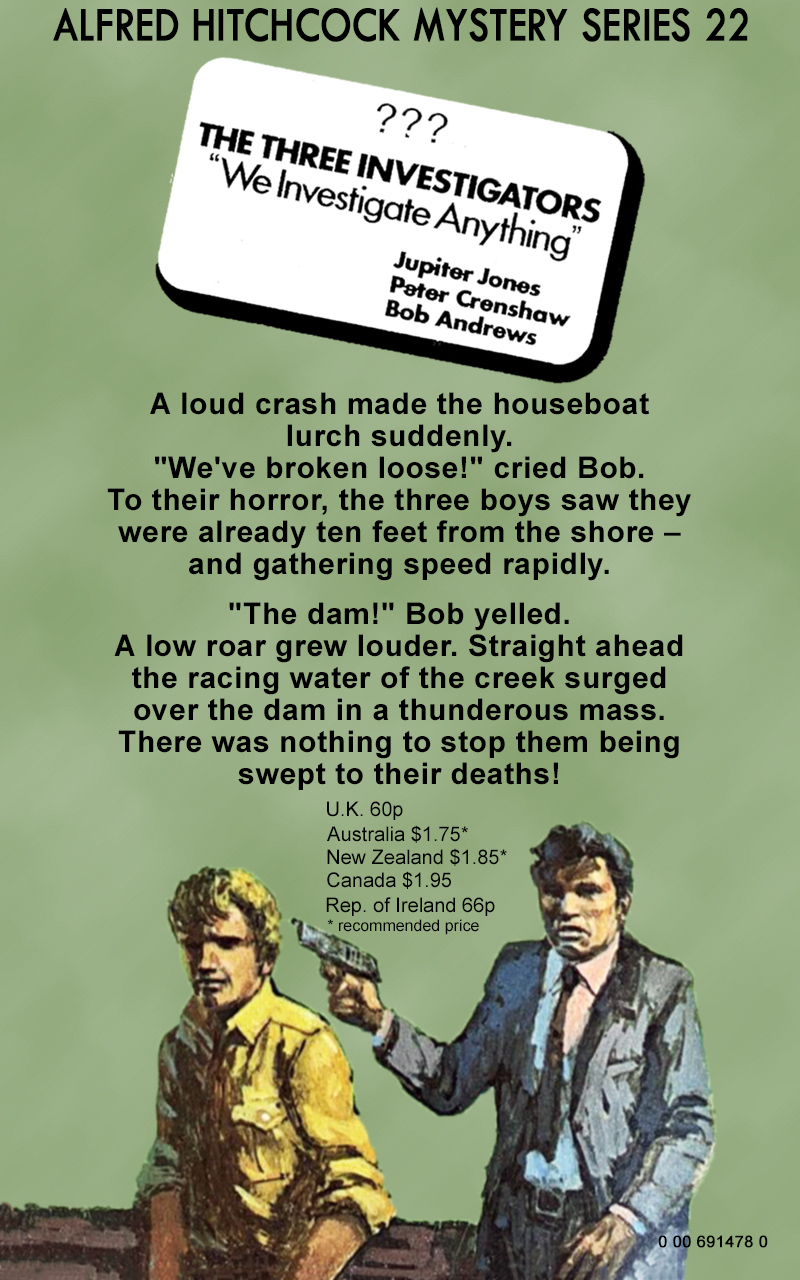 ALFRED HITCHCOCK MYSTERY SERIES 22
???
THE THREE INVESTIGATORS
“We Investigate Anything”
Jupiter Jones
Peter Crenshaw
Bob Andrews
A loud crash made the houseboat
lurch suddenly.
"We've broken loose!" cried Bob.
To their horror, the three boys saw they
were already ten feet from the shore –
and gathering speed rapidly.
"The dam!" Bob yelled.
A low roar grew louder. Straight ahead
the racing water of the creek surged
over the dam in a thunderous mass.
There was nothing to stop them being
swept to their deaths!
U.K. 60p
Australia $1.75*
New Zealand $1.85*
Canada $1.95
Rep. of Ireland 66p
* recommended price
0 00 691478 0